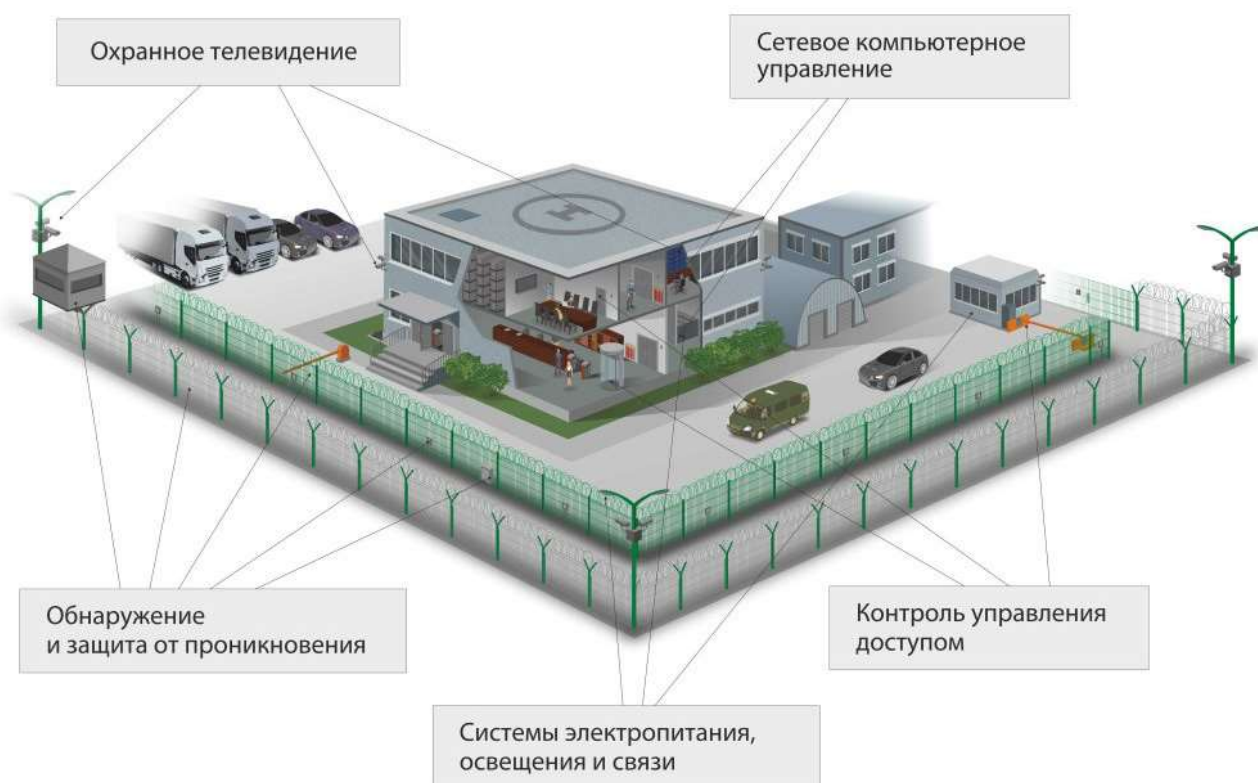 Охранное телевидение
Сетевое компьютерное
управление
H
Обнаружение
и защита от проникновения
Контроль управления
доступом
Системы электропитания,
освещения и связи